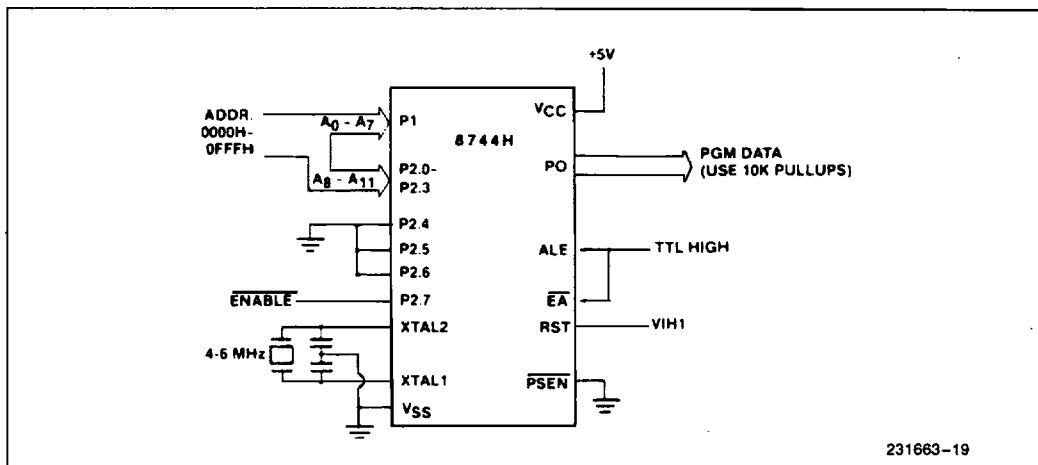 +5V
ADDR.
0000H-
0FFFH
A0 - A7
P1
8744H
VCC
P2.0-
P2.3
A8 - A11
PO
PGM DATA
(USE 10K PULLUPS)
P2.4
P2.5
P2.6
ALE
TTL HIGH
EA
ENABLE
P2.7
XTAL2
RST
VIH1
4-6 MHz
XTAL1
PSEN
VSS
231663-19